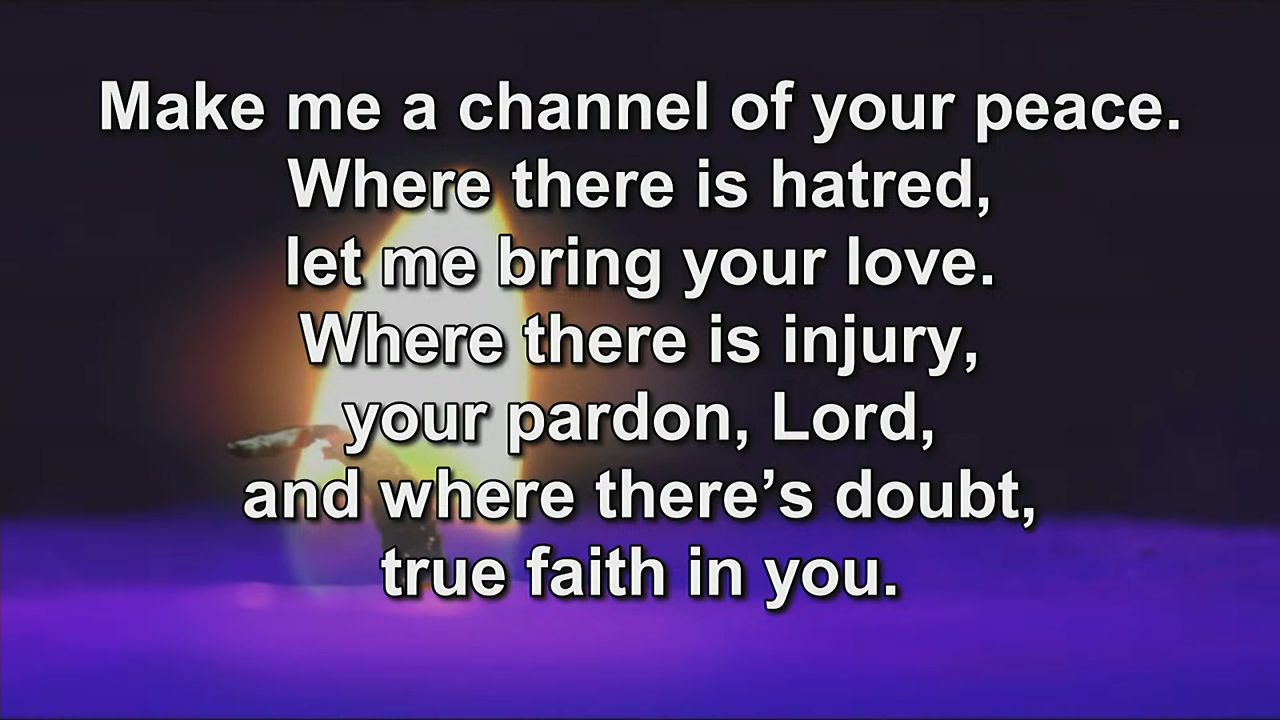 Make me a channel of your peace.
Where there is hatred,
let me bring your love.
Where there is injury,
your pardon, Lord,
and where there’s doubt,
true faith in you.